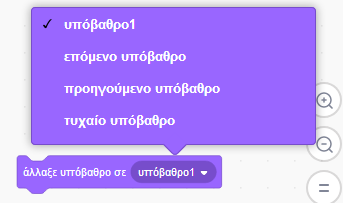 ✓ υπόβαθρο1
επόμενο υπόβαθρο
προηγούμενο υπόβαθρο
τυχαίο υπόβαθρο
άλλαξε υπόβαθρο σε υπόβαθρο1